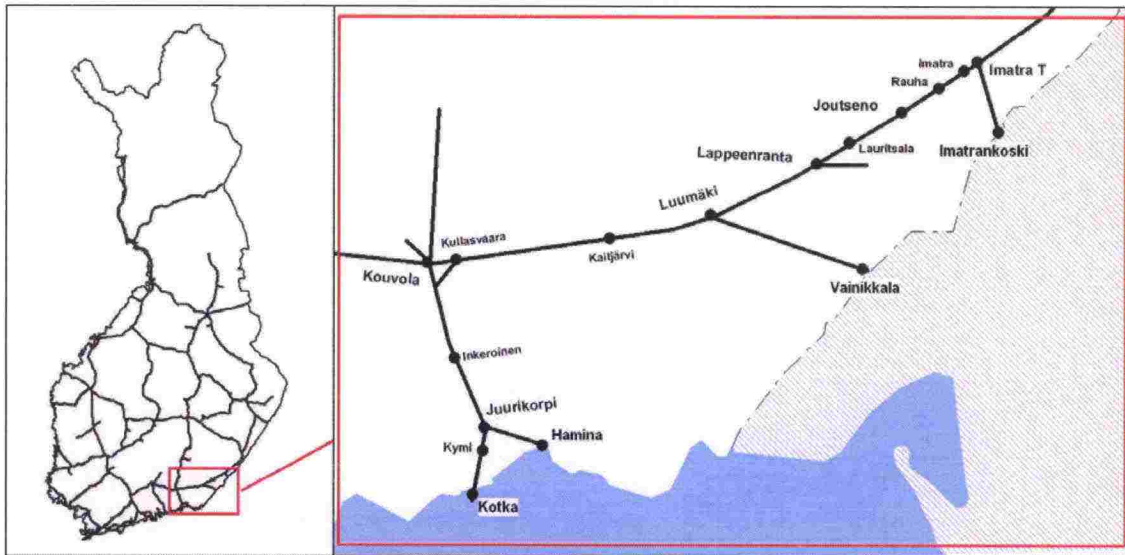 Imatra
Imatra T
Rauha
Joutseno
Lauritsala
Imatrankoski
Lappeenranta
Luumäki
Kullasvaara
Kaitjärvi
Kouvola
Vainikkala
Inkeroinen
Juurikorpi
Hamina
Kymi
Kotka